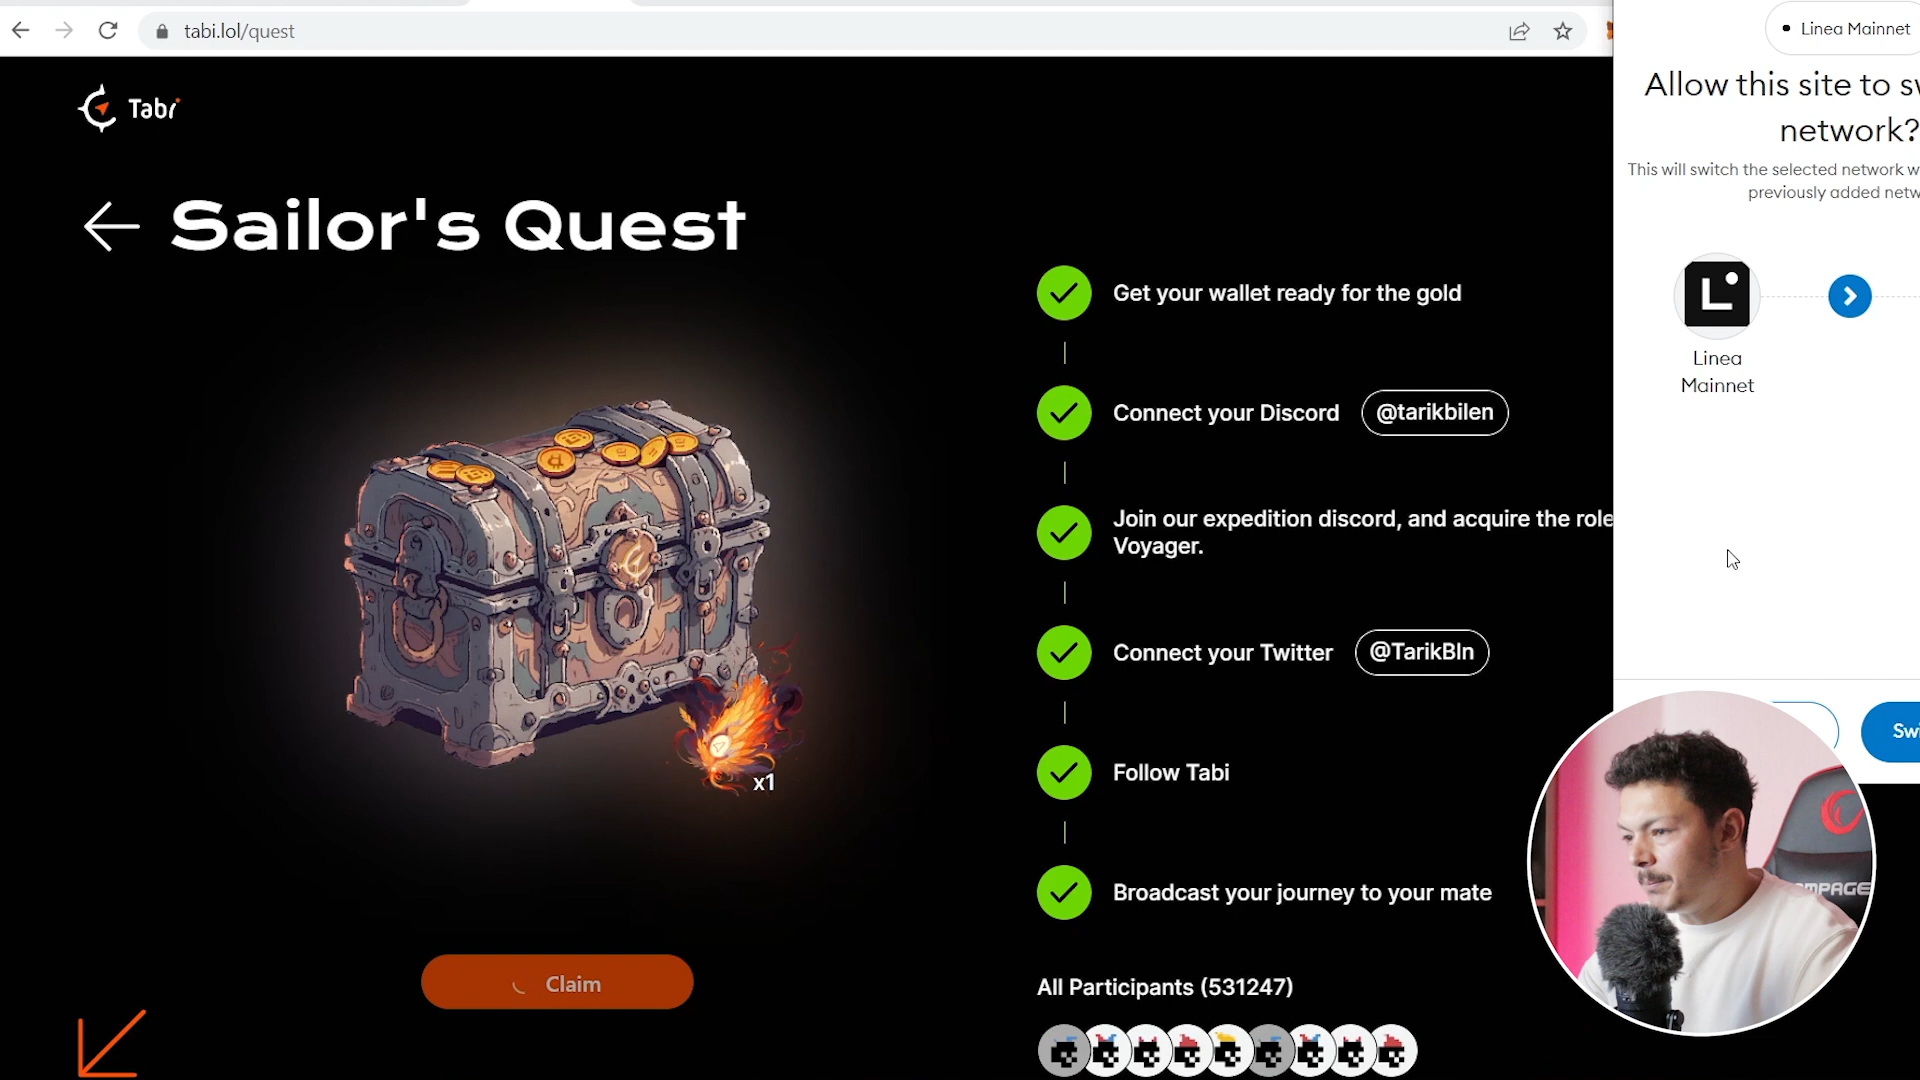 tabi.lol/quest
Linea Mainnet
Tabi
Allow this site to
network?
This will switch the selected network
previously added
Sailor's Quest
Linea
Mainnet
Get your wallet ready for the gold
Connect your Discord @tarikbilen
Join our expedition discord, and acquire the role
Voyager.
Connect your Twitter @TarikBln
Follow Tabi
x1
Broadcast your journey to your mate
Claim
All Participants (531247)